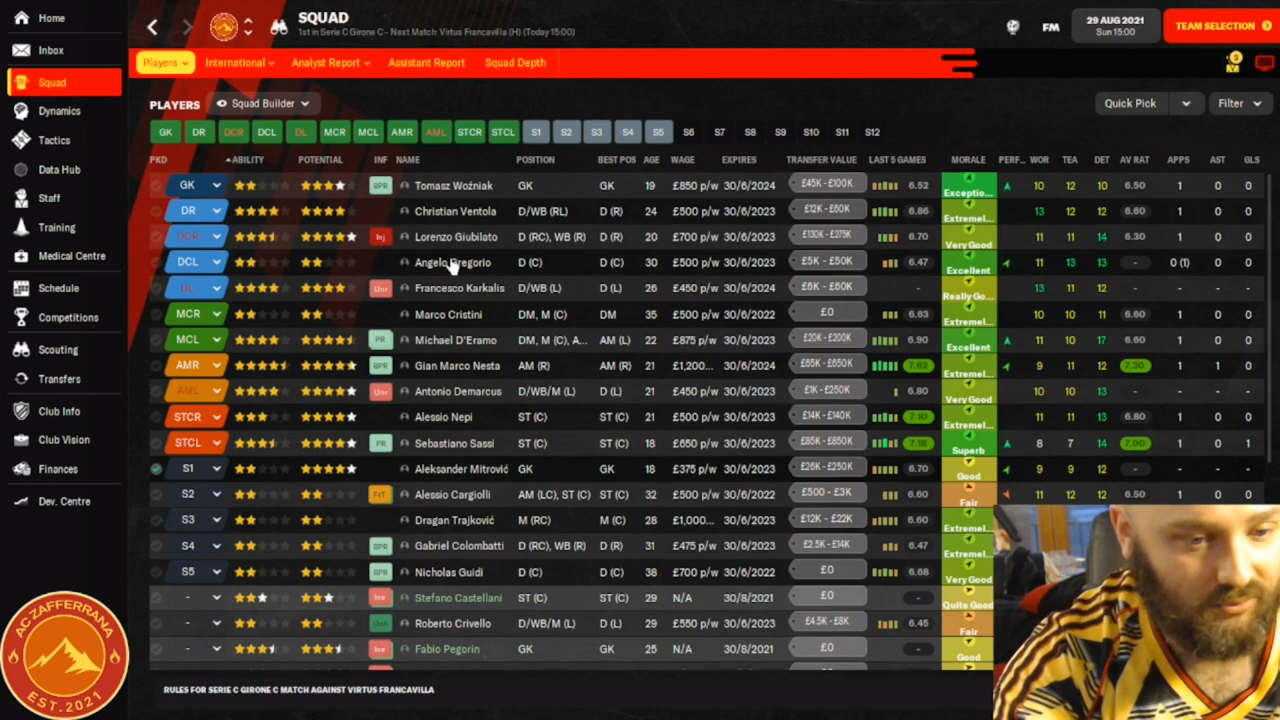 Home
SQUAD
1st in Serie C Girone C - Next Match: Virtus Francavilla (H) (Today 15:00)
FM
29 AUG 2021
Sun 15:00
TEAM SELECTION
Inbox
Squad
Dynamics
Tactics
Data Hub
Staff
Training
Medical Centre
Schedule
Competitions
Scouting
Transfers
Club Info
Club Vision
Finances
Dev. Centre
Players International Analyst Report Assistant Report Squad Depth
3
PLAYERS Squad Builder Quick Pick Filter
GK DR DCR DCL DL MCR MCL AMR AML STCR STCL S1 S2 S3 S4 S5 S6 S7 S8 S9 S10 S11 S12
PKD ABILITY POTENTIAL INF NAME POSITION BEST POS AGE WAGE EXPIRES TRANSFER VALUE LAST 5 GAMES MORALE PERF... WOR TEA DET AV RAT APPS AST GLS
GK BPR Tomasz Woźniak GK GK 19 £850 p/w 30/6/2024 £45K - £100K 6.52 Exceptio... 10 12 10 6.50 1 0 0
DR Christian Ventola D/WB (RL) D (R) 24 £500 p/w 30/6/2023 £12K - £60K 6.86 Extremel... 13 12 12 6.60 1 0 0
DCR Inj Lorenzo Giubilato D (RC), WB (R) D (R) 20 £700 p/w 30/6/2023 £130K - £275K 6.70 Very Good 11 11 14 6.30 1 0 0
DCL Angelo Gregorio D (C) D (C) 30 £500 p/w 30/6/2023 £5K - £50K 6.47 Excellent 11 13 13 - 0 (1) 0 0
DL Unr Francesco Karkalis D/WB (L) D (L) 26 £450 p/w 30/6/2024 £6K - £60K - Really Go... 13 11 12 - - - -
MCR Marco Cristini DM, M (C) DM 35 £500 p/w 30/6/2022 £0 6.63 Extremel... 10 10 11 6.60 1 0 0
MCL PR Michael D'Eramo DM, M (C), A... AM (L) 22 £875 p/w 30/6/2023 £20K - £200K 6.90 Excellent 11 10 17 6.60 1 0 0
AMR BPR Gian Marco Nesta AM (R) AM (R) 21 £1,200... 30/6/2024 £65K - £650K 7.62 Extremel... 9 11 12 7.30 1 1 0
AML Unr Antonio Demarcus D/WB/M (L) D (L) 21 £500 p/w 30/6/2023 £1K - £250K 6.80 Very Good 10 10 13 - - - -
STCR Alessio Nepi ST (C) ST (C) 21 £500 p/w 30/6/2023 £14K - £140K 7.10 Extremel... 11 11 13 6.80 1 0 0
STCL PR Sebastiano Sassi ST (C) ST (C) 18 £650 p/w 30/6/2023 £85K - £850K 7.18 Superb 8 7 14 7.00 1 0 1
S1 Aleksander Mitrović GK GK 18 £375 p/w 30/6/2023 £26K - £250K 6.70 Good 9 9 12 - - - -
S2 FtT Alessio Cargiolli AM (LC), ST (C) ST (C) 32 £500 p/w 30/6/2022 £500 - £3K 6.60 Fair 11 12 12 6.50 1 0 0
S3 Dragan Trajković M (RC) M (C) 28 £1,000... 30/6/2023 £12K - £22K 6.60 Extremel...
S4 BPR Gabriel Colombatti D (RC), WB (R) D (R) 31 £475 p/w 30/6/2023 £2.5K - £14K 6.47 Extremel...
S5 BPR Nicholas Guidi D (C) D (C) 38 £700 p/w 30/6/2022 £0 6.68 Very Good
- Ine Stefano Castellani ST (C) ST (C) 29 N/A 30/8/2021 £0 - Quite Good
- Roberto Crivello D/WB/M (L) D (L) 29 £550 p/w 30/6/2023 £4.5K - £8K 6.45 Fair
- Ine Fabio Pegorin GK GK 25 N/A 30/8/2021 £0 - Good
RULES FOR SERIE C GIRONE C MATCH AGAINST VIRTUS FRANCAVILLA
AC ZAFFERRANA
EST. 2021